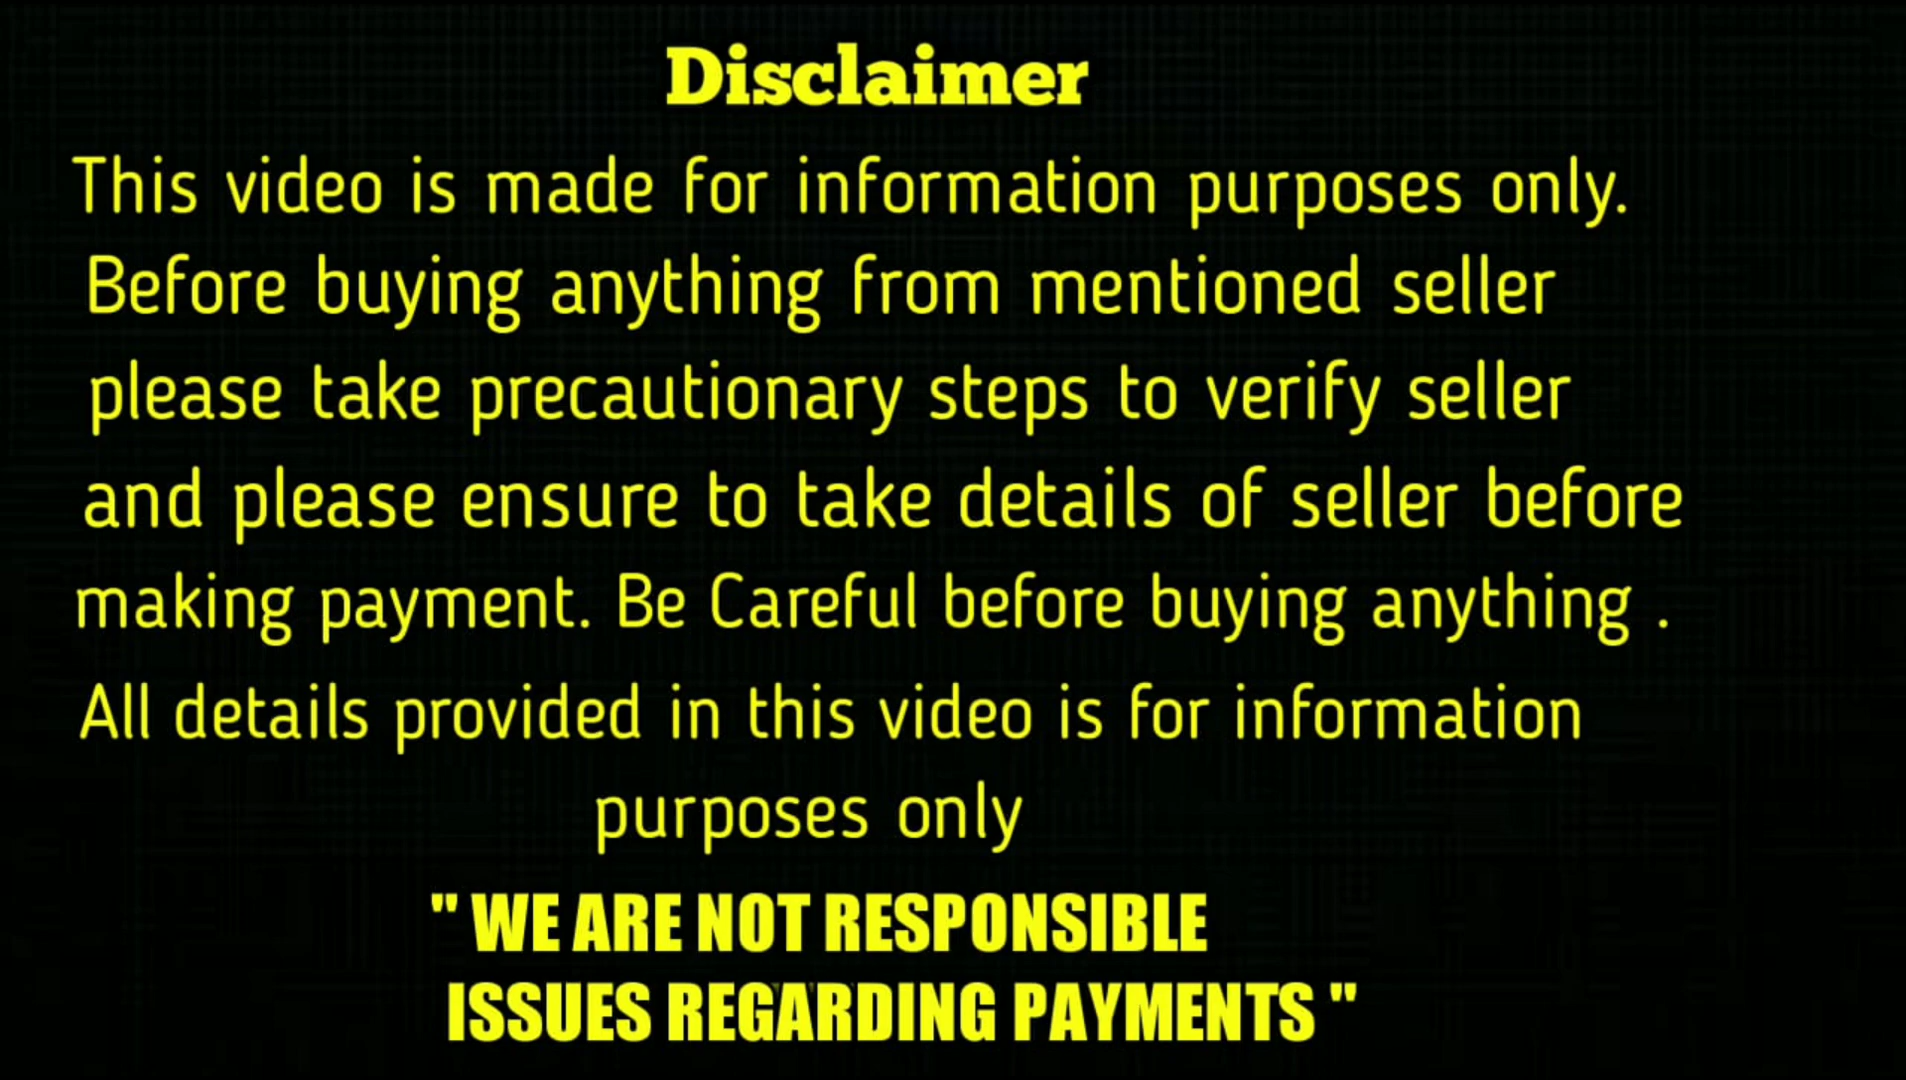 Disclaimer
This video is made for information purposes only.
Before buying anything from mentioned seller
please take precautionary steps to verify seller
and please ensure to take details of seller before
making payment. Be Careful before buying anything .
All details provided in this video is for information
purposes only
" WE ARE NOT RESPONSIBLE
ISSUES REGARDING PAYMENTS "